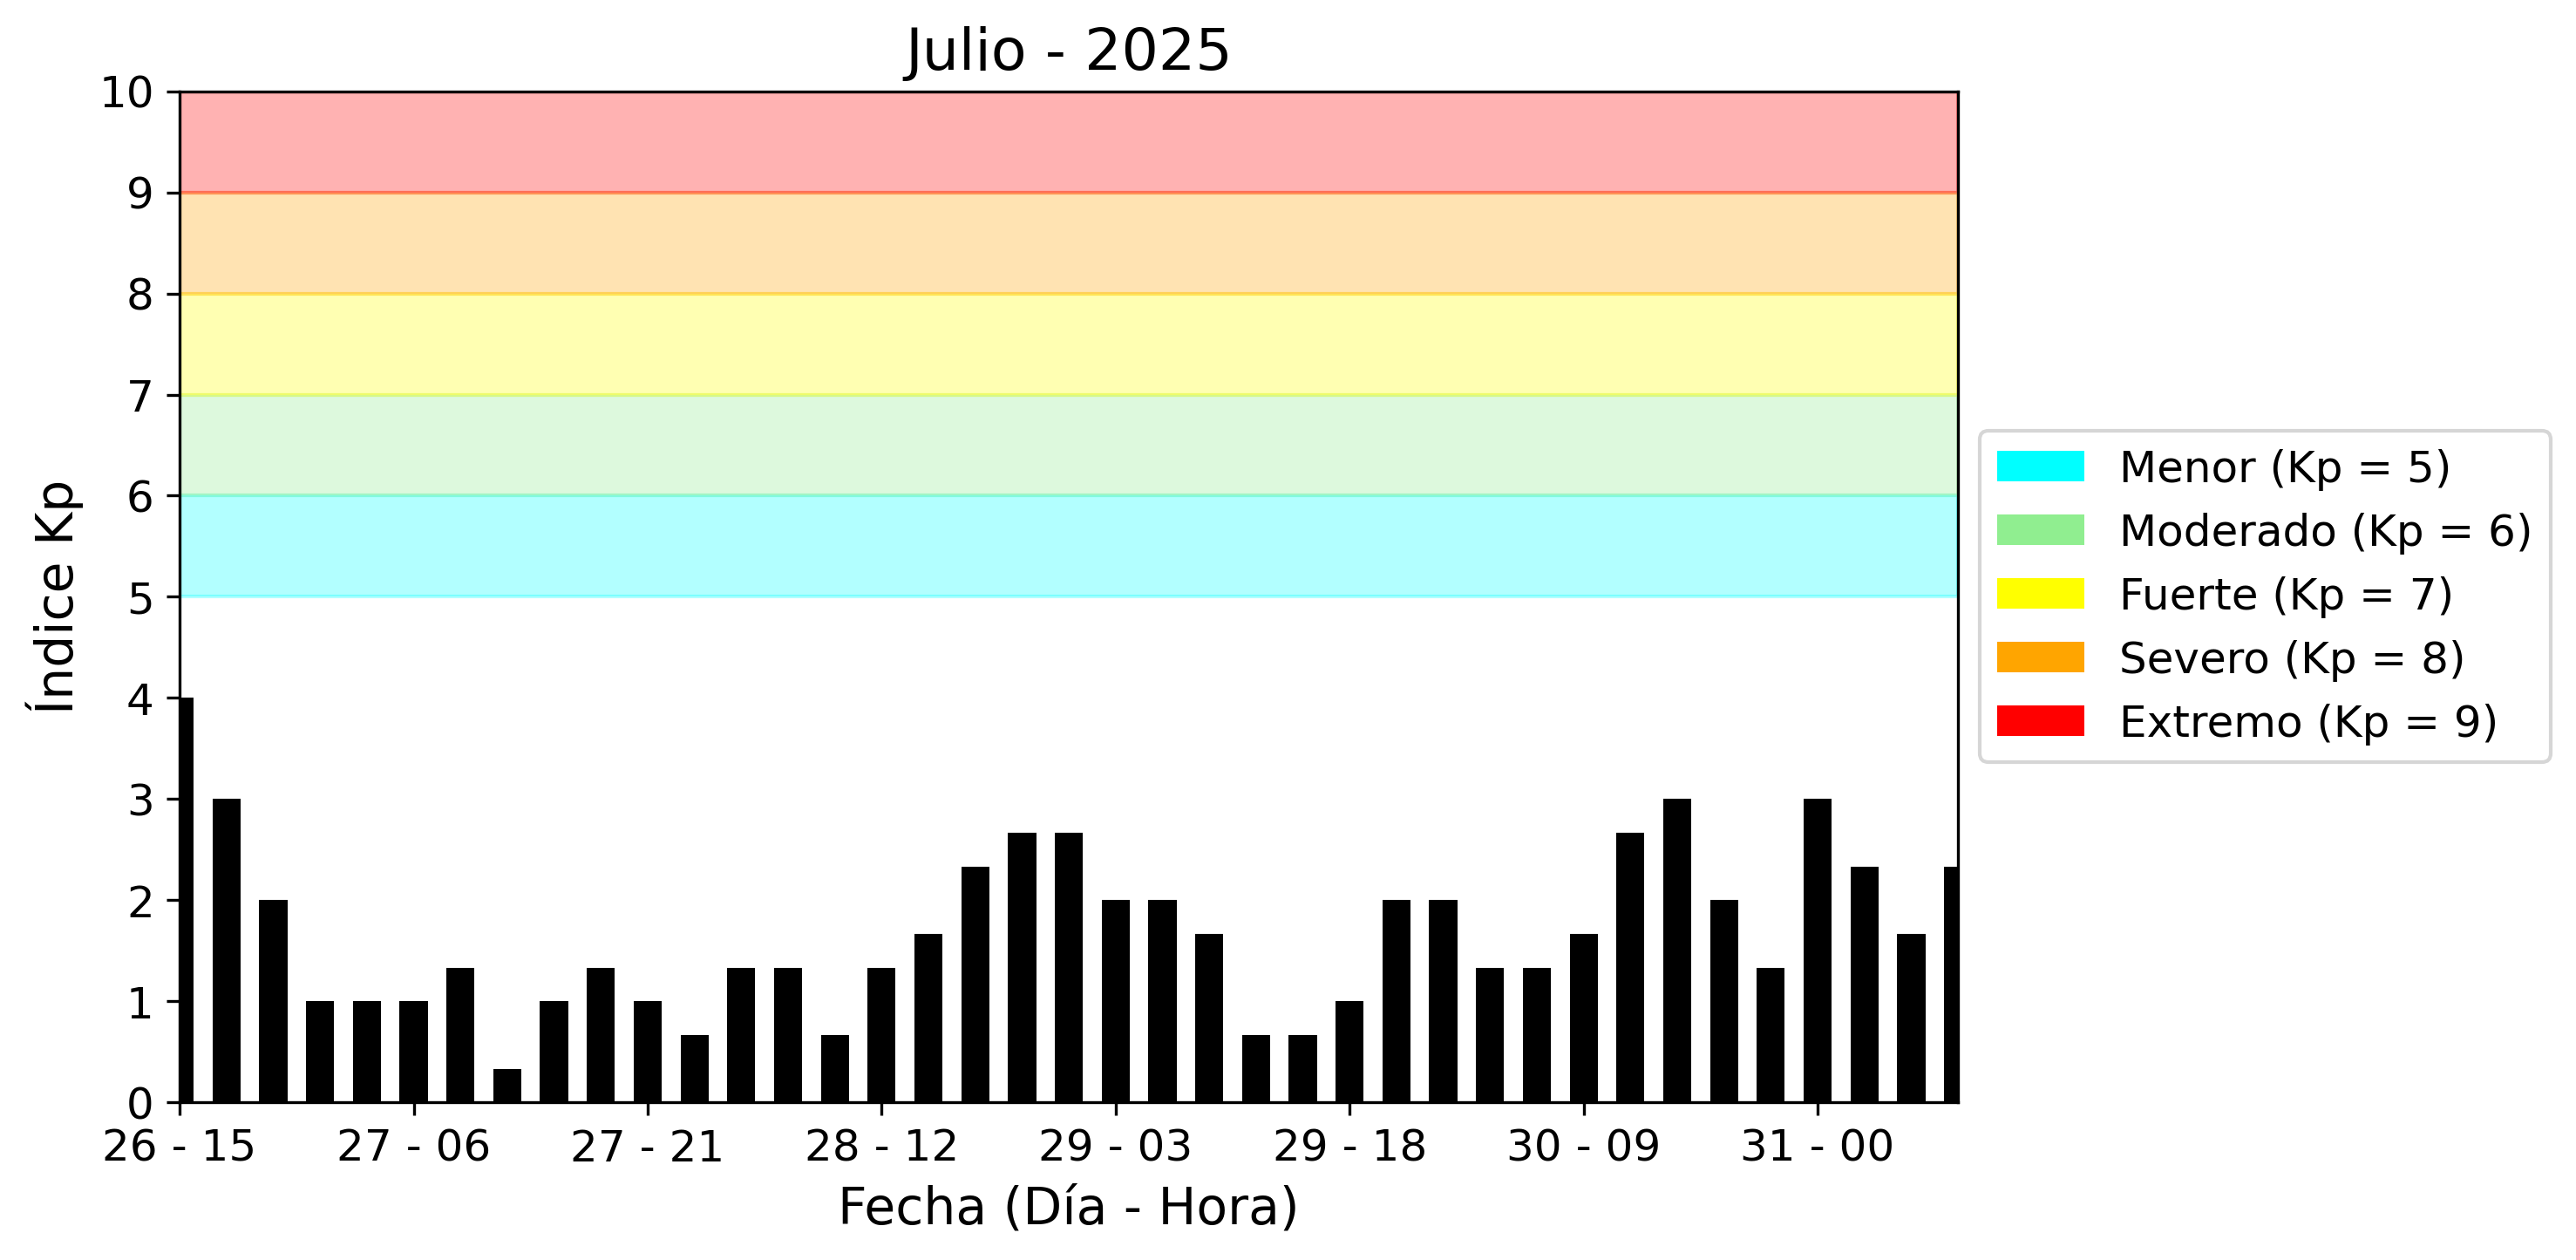 Julio - 2025
10
9
8
7
6
5
4
3
2
1
0
Índice Kp
26 - 15 27 - 06 27 - 21 28 - 12 29 - 03 29 - 18 30 - 09 31 - 00
Fecha (Día - Hora)
Menor (Kp = 5)
Moderado (Kp = 6)
Fuerte (Kp = 7)
Severo (Kp = 8)
Extremo (Kp = 9)